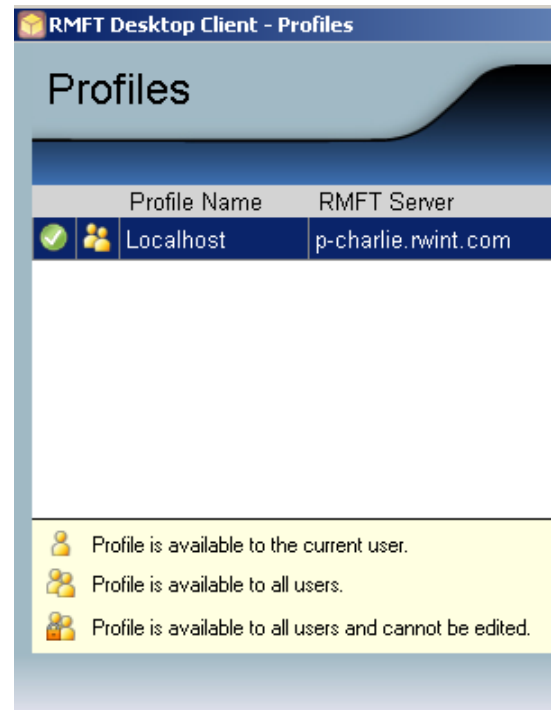 RMFT Desktop Client - Profiles
Profiles
Profile Name RMFT Server
Localhost p-charlie.rwint.com
Profile is available to the current user.
Profile is available to all users.
Profile is available to all users and cannot be edited.